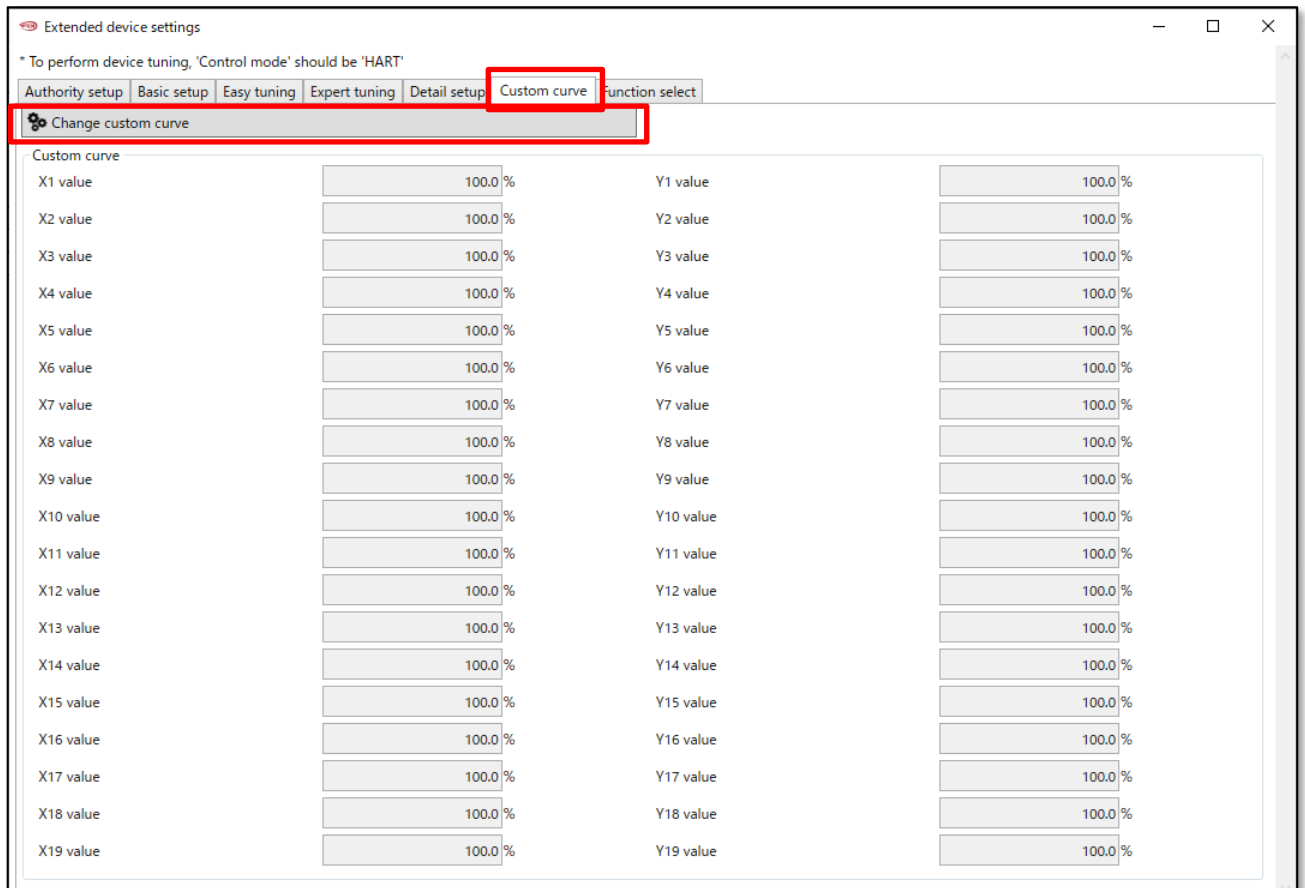 Extended device settings
* To perform device tuning, 'Control mode' should be 'HART'
Authority setup Basic setup Easy tuning Expert tuning Detail setup Custom curve Function select
Change custom curve
Custom curve
X1 value 100.0 % Y1 value 100.0 %
X2 value 100.0 % Y2 value 100.0 %
X3 value 100.0 % Y3 value 100.0 %
X4 value 100.0 % Y4 value 100.0 %
X5 value 100.0 % Y5 value 100.0 %
X6 value 100.0 % Y6 value 100.0 %
X7 value 100.0 % Y7 value 100.0 %
X8 value 100.0 % Y8 value 100.0 %
X9 value 100.0 % Y9 value 100.0 %
X10 value 100.0 % Y10 value 100.0 %
X11 value 100.0 % Y11 value 100.0 %
X12 value 100.0 % Y12 value 100.0 %
X13 value 100.0 % Y13 value 100.0 %
X14 value 100.0 % Y14 value 100.0 %
X15 value 100.0 % Y15 value 100.0 %
X16 value 100.0 % Y16 value 100.0 %
X17 value 100.0 % Y17 value 100.0 %
X18 value 100.0 % Y18 value 100.0 %
X19 value 100.0 % Y19 value 100.0 %